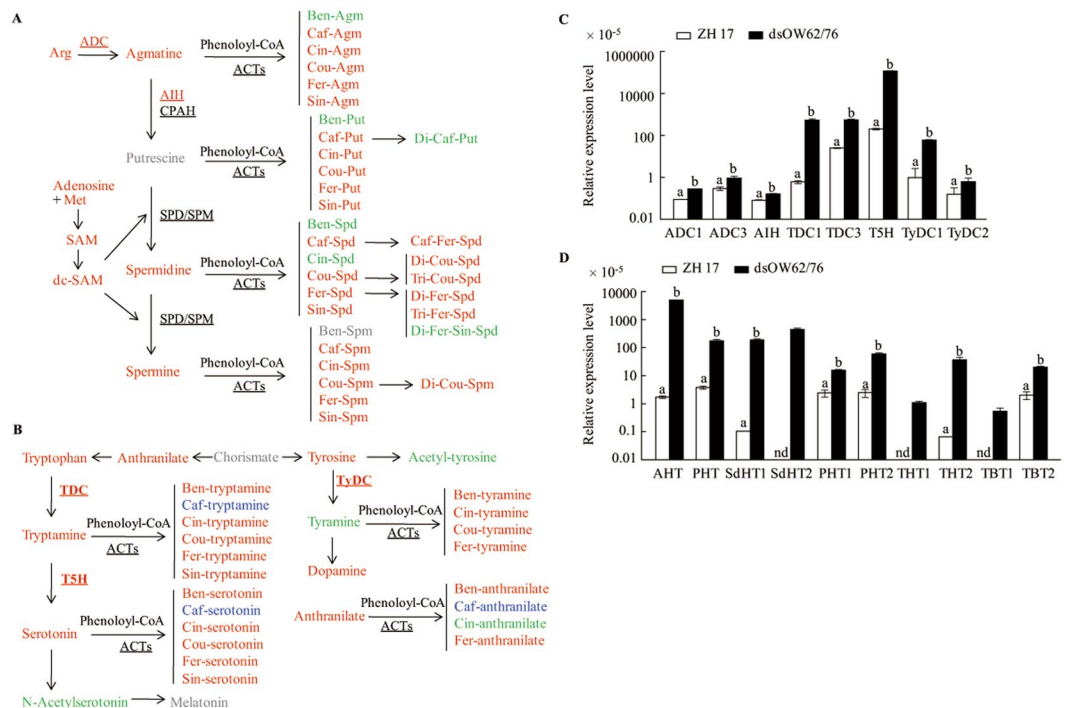 A
Arg
ADC
Agmatine
Phenoloyl-CoA
ACTs
Ben-Agm
Caf-Agm
Cin-Agm
Cou-Agm
Fer-Agm
Sin-Agm
AIH
CPAH
Putrescine
Phenoloyl-CoA
ACTs
Ben-Put
Caf-Put
Cin-Put
Cou-Put
Fer-Put
Sin-Put
Di-Caf-Put
Adenosine
+ Met
SAM
dc-SAM
SPD/SPM
Spermidine
Phenoloyl-CoA
ACTs
Ben-Spd
Caf-Spd
Cin-Spd
Cou-Spd
Fer-Spd
Sin-Spd
Caf-Fer-Spd
Di-Cou-Spd
Tri-Cou-Spd
Di-Fer-Spd
Tri-Fer-Spd
Di-Fer-Sin-Spd
SPD/SPM
Spermine
Phenoloyl-CoA
ACTs
Ben-Spm
Caf-Spm
Cin-Spm
Cou-Spm
Fer-Spm
Sin-Spm
Di-Cou-Spm
B
Tryptophan
Anthranilate
Chorismate
Tyrosine
Acetyl-tyrosine
TDC
Tryptamine
Phenoloyl-CoA
ACTs
Ben-tryptamine
Caf-tryptamine
Cin-tryptamine
Cou-tryptamine
Fer-tryptamine
Sin-tryptamine
T5H
Serotonin
Phenoloyl-CoA
ACTs
Ben-serotonin
Caf-serotonin
Cin-serotonin
Cou-serotonin
Fer-serotonin
Sin-serotonin
N-Acetylserotonin
Melatonin
TyDC
Tyramine
Phenoloyl-CoA
ACTs
Ben-tyramine
Cin-tyramine
Cou-tyramine
Fer-tyramine
Dopamine
Anthranilate
Phenoloyl-CoA
ACTs
Ben-anthranilate
Caf-anthranilate
Cin-anthranilate
Fer-anthranilate
C
× 10⁻⁵
ZH 17
dsOW62/76
Relative expression level
1000000
10000
100
1
0.01
a b a b a b a b a b a b a b a b
ADC1 ADC3 AIH TDC1 TDC3 T5H TyDC1 TyDC2
D
× 10⁻⁵
ZH 17
dsOW62/76
Relative expression level
10000
1000
100
10
1
0.1
0.01
a b a b a b nd a b a b nd a b nd a b
AHT PHT SdHT1 SdHT2 PHT1 PHT2 THT1 THT2 TBT1 TBT2